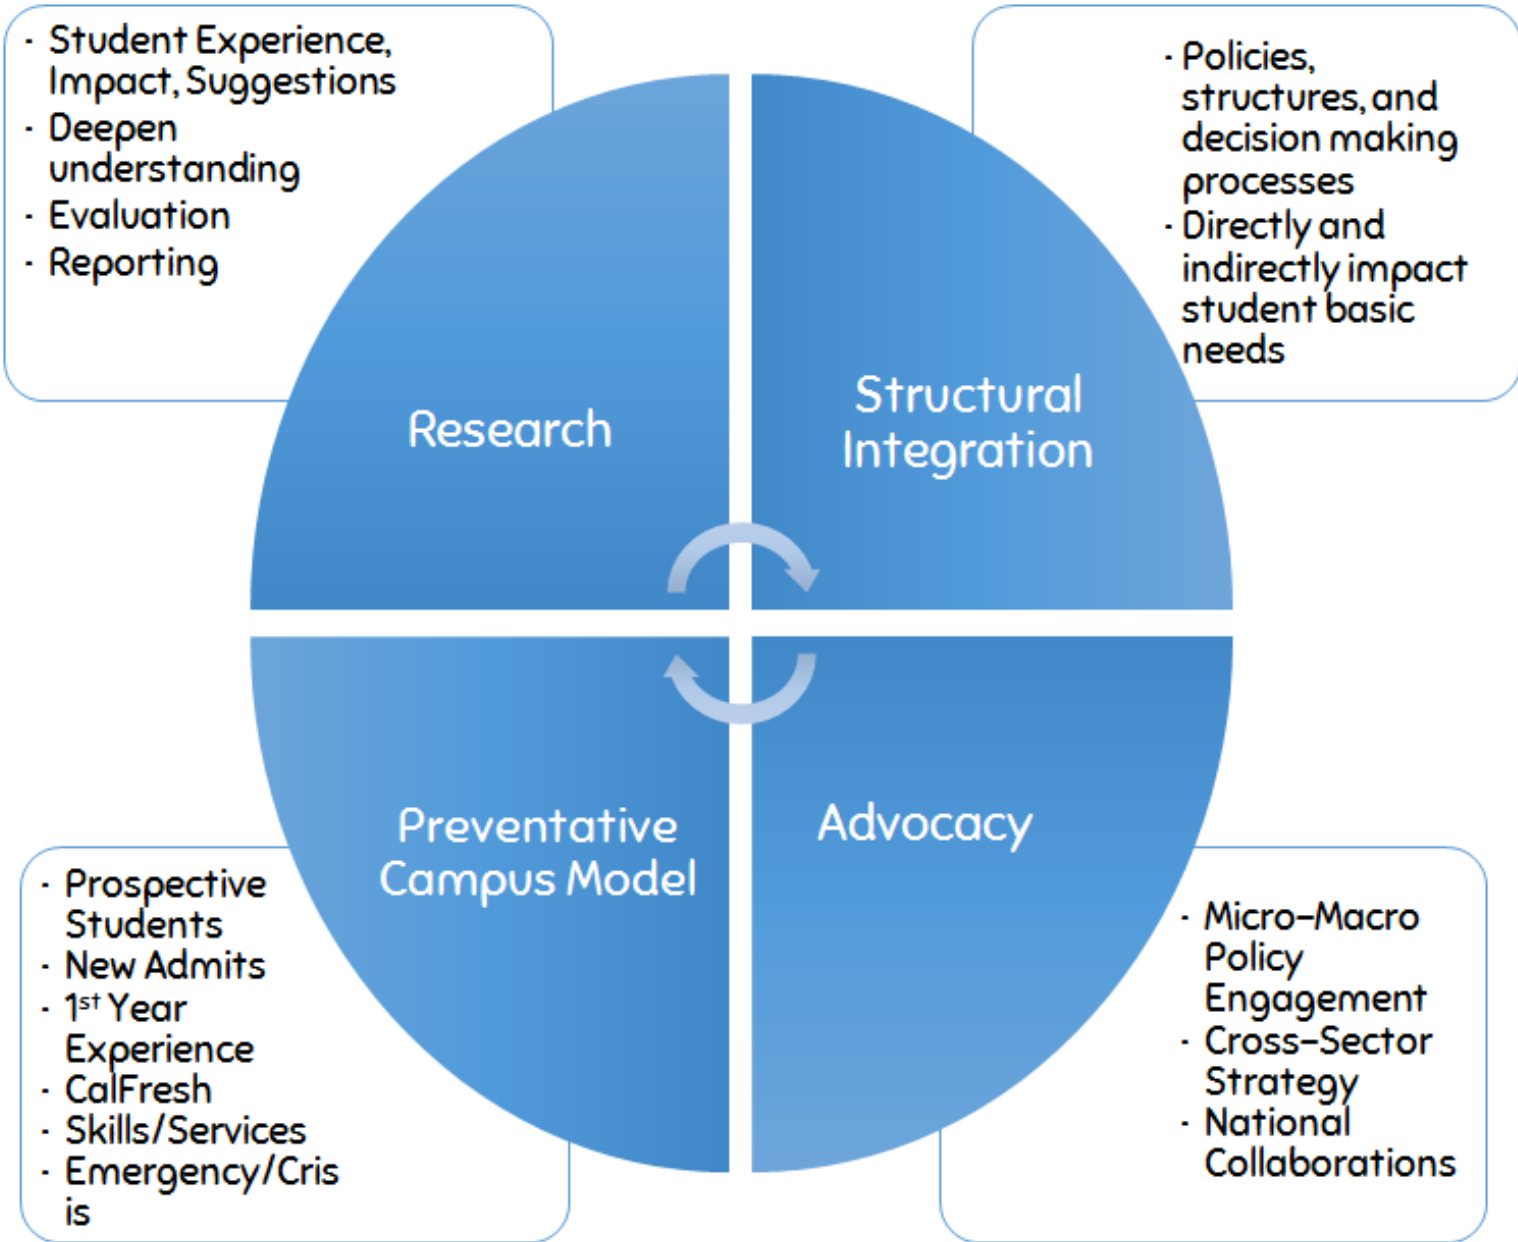 · Student Experience,
Impact, Suggestions
· Deepen
understanding
· Evaluation
· Reporting
· Policies,
structures, and
decision making
processes
· Directly and
indirectly impact
student basic
needs
Research
Structural
Integration
Preventative
Campus Model
Advocacy
· Prospective
Students
· New Admits
· 1st Year
Experience
· CalFresh
· Skills/Services
· Emergency/Cris
is
· Micro-Macro
Policy
Engagement
· Cross-Sector
Strategy
· National
Collaborations